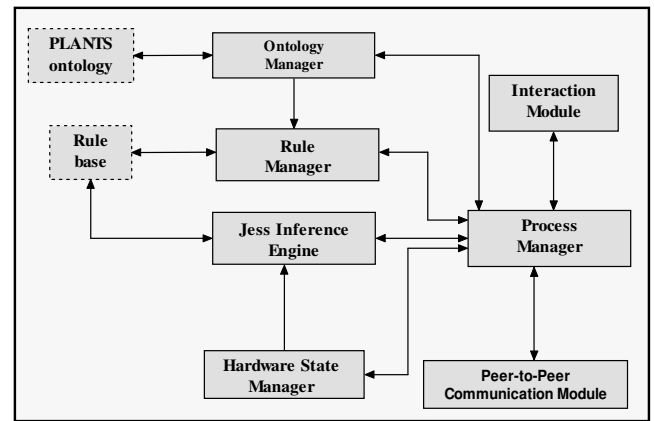 PLANTS
ontology
Ontology
Manager
Interaction
Module
Rule
base
Rule
Manager
Jess Inference
Engine
Process
Manager
Hardware State
Manager
Peer-to-Peer
Communication Module